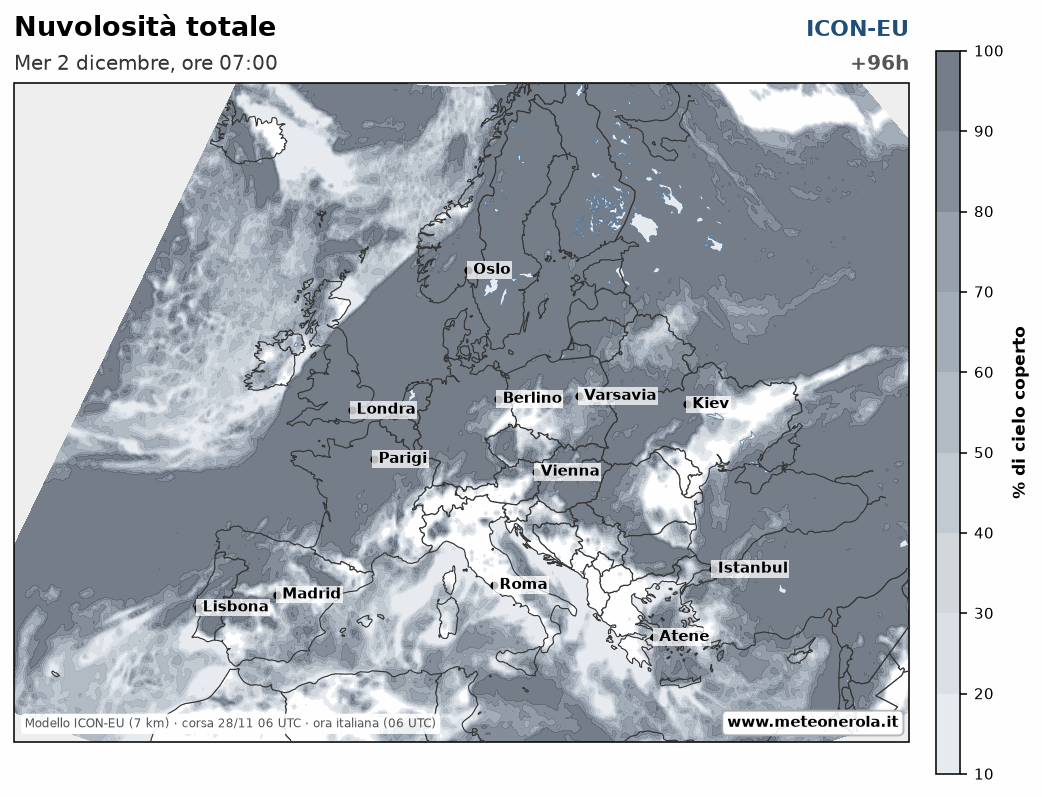 Nuvolosità totale
ICON-EU
Mer 2 dicembre, ore 07:00
+96h
100
90
80
70
60
50
40
30
20
10
% di cielo coperto
Oslo
Berlino
Varsavia
Kiev
Londra
Parigi
Vienna
Istanbul
Roma
Madrid
Lisbona
Atene
Modello ICON-EU (7 km) · corsa 28/11 06 UTC · ora italiana (06 UTC)
www.meteonerola.it